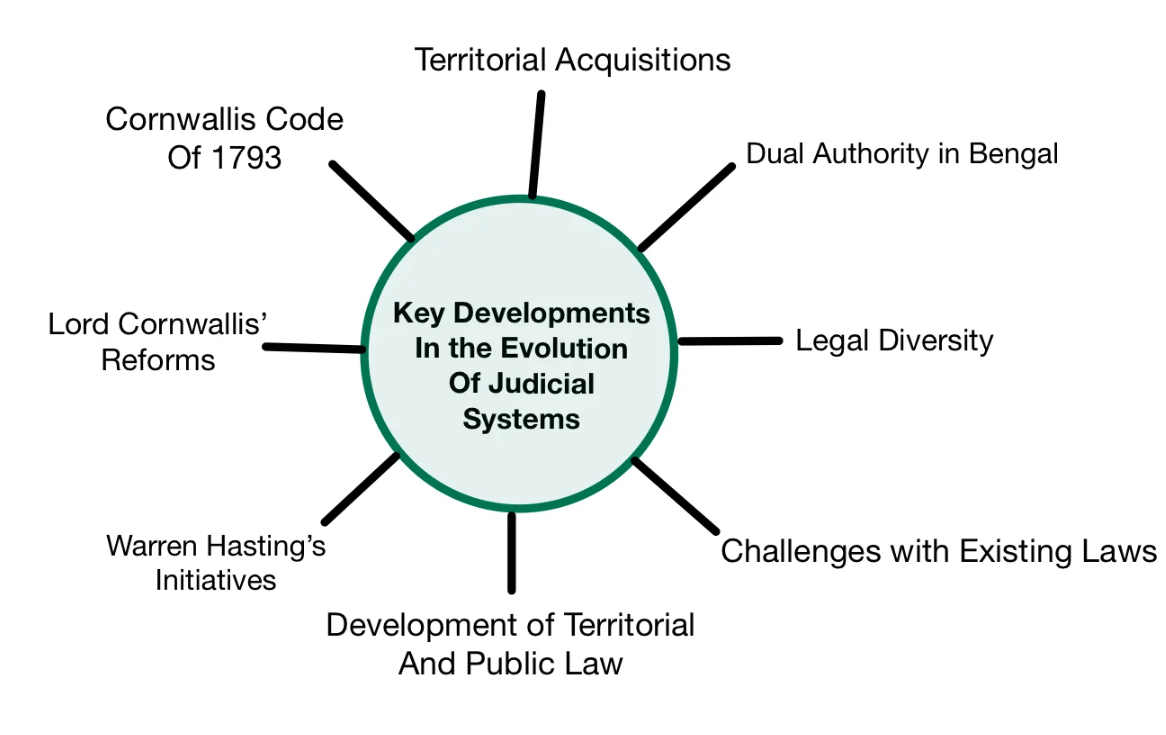 Territorial Acquisitions
Cornwallis Code
Of 1793
Dual Authority in Bengal
Key Developments
In the Evolution
Of Judicial
Systems
Lord Cornwallis’
Reforms
Legal Diversity
Warren Hasting’s
Initiatives
Challenges with Existing Laws
Development of Territorial
And Public Law